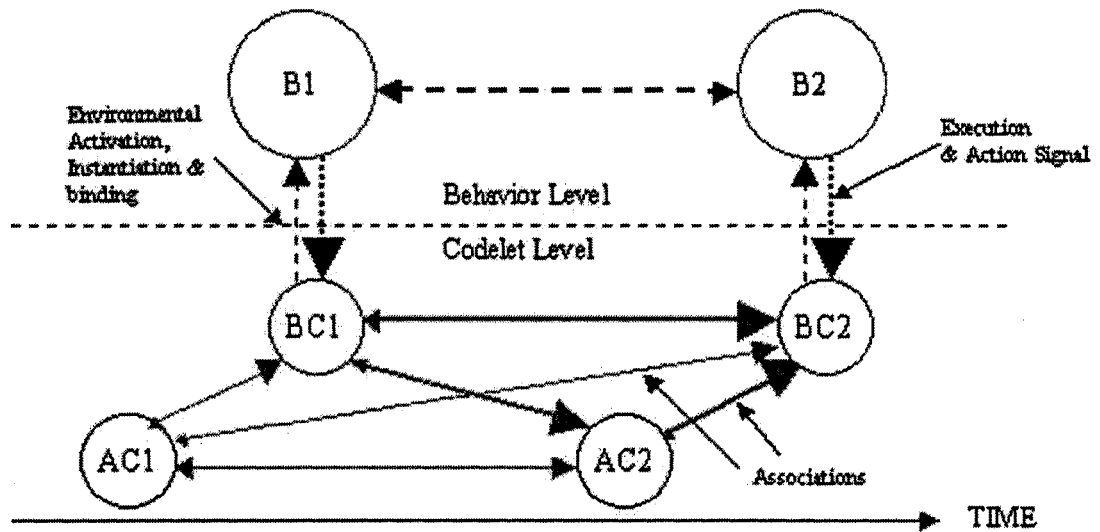 B1
B2
Environmental
Activation,
Instantiation &
binding
Execution
& Action Signal
Behavior Level
Codelet Level
BC1
BC2
AC1
AC2
Associations
TIME